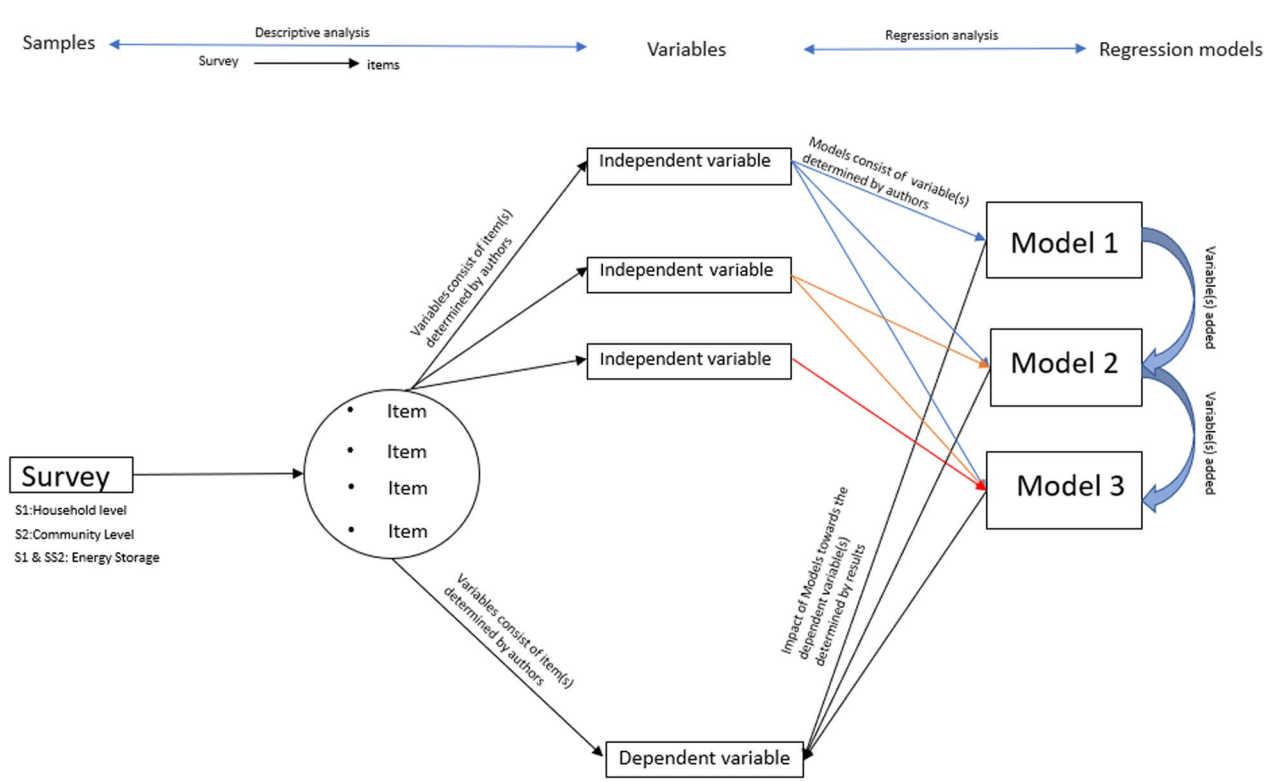 Samples
Descriptive analysis
Survey
items
Variables
Regression analysis
Regression models
Independent variable
Independent variable
Independent variable
Variables consist of item(s)
determined by authors
Models consist of variable(s)
determined by authors
Model 1
Model 2
Model 3
Variable(s) added
Variable(s) added
• Item
• Item
• Item
• Item
Survey
S1:Household level
S2:Community Level
S1 & SS2: Energy Storage
Variables consist of item(s)
determined by authors
Impact of Models towards the
dependent variable(s)
determined by results
Dependent variable